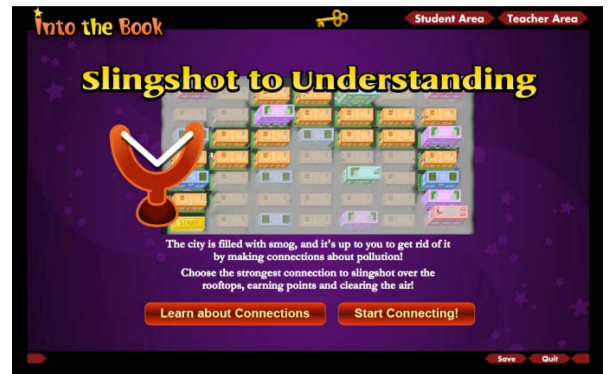 Into the Book
Student Area
Teacher Area
Slingshot to Understanding
START
The city is filled with smog, and it's up to you to get rid of it
by making connections about pollution!
Choose the strongest connection to slingshot over the
rooftops, earning points and clearing the air!
Learn about Connections
Start Connecting!
Save
Quit